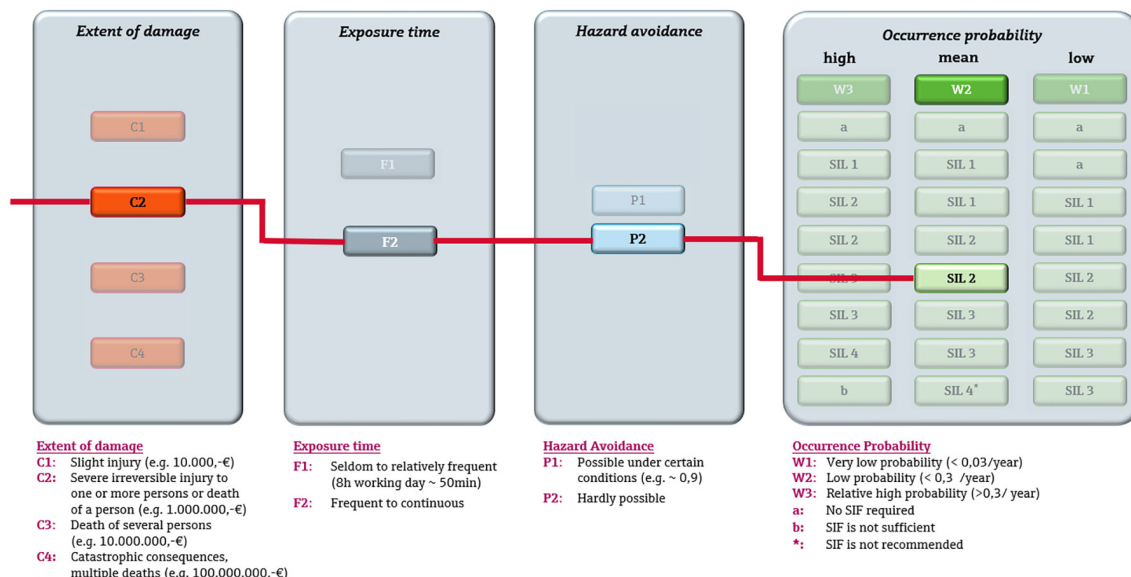 Extent of damage
Exposure time
Hazard avoidance
Occurrence probability
high mean low
W3 W2 W1
C1
a a a
F1
SIL 1 SIL 1 a
C2
P1
SIL 2 SIL 1 SIL 1
F2
P2
SIL 2 SIL 2 SIL 1
C3
SIL 3 SIL 2 SIL 2
SIL 3 SIL 3 SIL 2
C4
SIL 4 SIL 3 SIL 3
b SIL 4* SIL 3
Extent of damage
C1: Slight injury (e.g. 10.000,-€)
C2: Severe irreversible injury to
one or more persons or death
of a person (e.g. 1.000.000,-€)
C3: Death of several persons
(e.g. 10.000.000,-€)
C4: Catastrophic consequences,
multiple deaths (e.g. 100.000.000,-€)
Exposure time
F1: Seldom to relatively frequent
(8h working day ~ 50min)
F2: Frequent to continuous
Hazard Avoidance
P1: Possible under certain
conditions (e.g. ~ 0,9)
P2: Hardly possible
Occurrence Probability
W1: Very low probability (< 0,03/year)
W2: Low probability (< 0,3 /year)
W3: Relative high probability (>0,3/ year)
a: No SIF required
b: SIF is not sufficient
*: SIF is not recommended